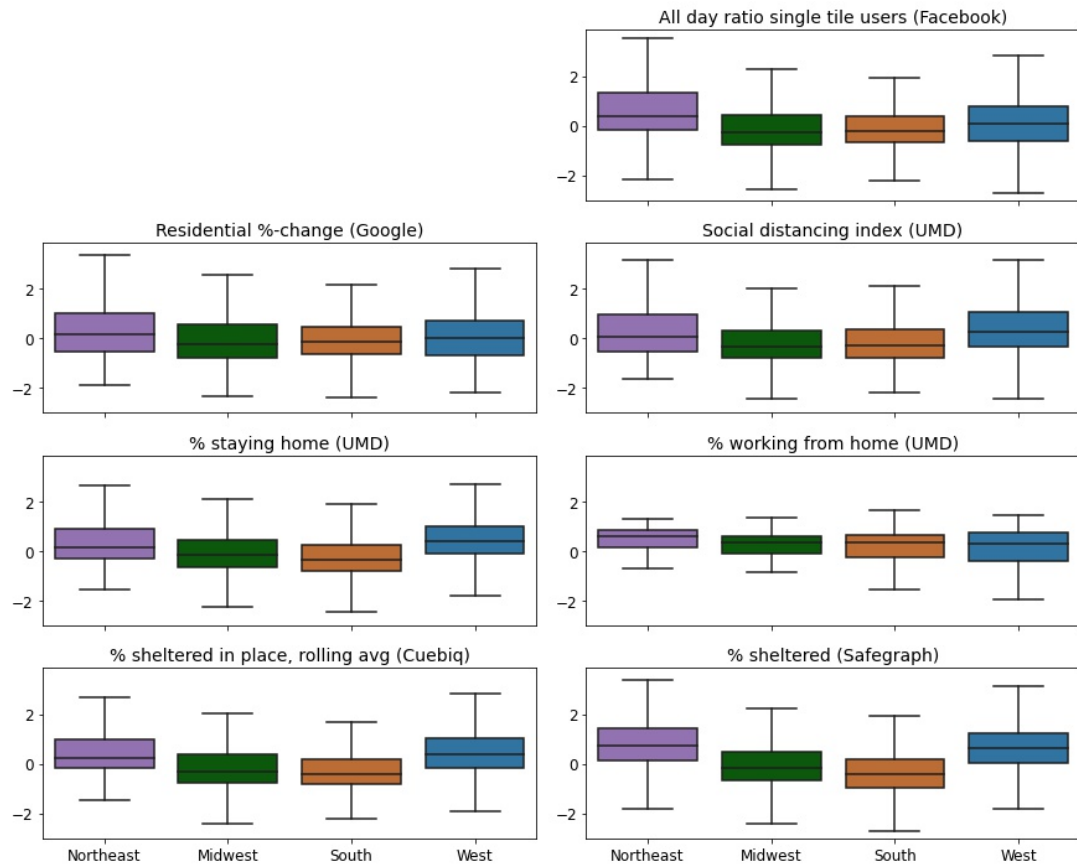 All day ratio single tile users (Facebook)
2
0
−2
Residential %-change (Google)
Social distancing index (UMD)
2
0
−2
2
0
−2
% staying home (UMD)
% working from home (UMD)
2
0
−2
2
0
−2
% sheltered in place, rolling avg (Cuebiq)
% sheltered (Safegraph)
2
0
−2
2
0
−2
Northeast Midwest South West
Northeast Midwest South West